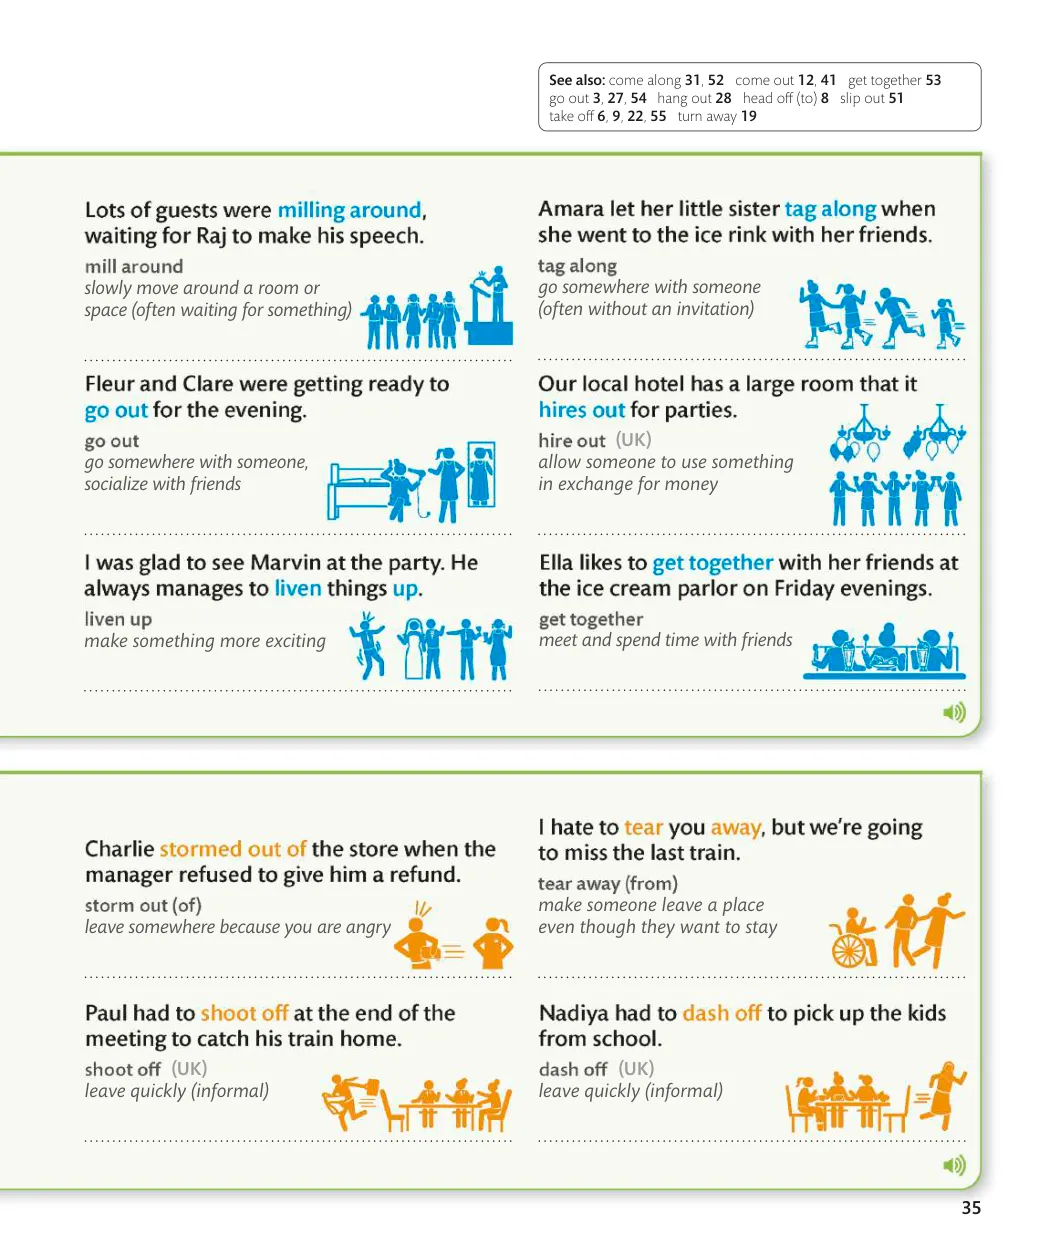 See also: come along 31, 52 come out 12, 41 get together 53
go out 3, 27, 54 hang out 28 head off (to) 8 slip out 51
take off 6, 9, 22, 55 turn away 19
Lots of guests were milling around,
waiting for Raj to make his speech.
mill around
slowly move around a room or
space (often waiting for something)
Amara let her little sister tag along when
she went to the ice rink with her friends.
tag along
go somewhere with someone
(often without an invitation)
Fleur and Clare were getting ready to
go out for the evening.
go out
go somewhere with someone,
socialize with friends
Our local hotel has a large room that it
hires out for parties.
hire out (UK)
allow someone to use something
in exchange for money
I was glad to see Marvin at the party. He
always manages to liven things up.
liven up
make something more exciting
Ella likes to get together with her friends at
the ice cream parlor on Friday evenings.
get together
meet and spend time with friends
Charlie stormed out of the store when the
manager refused to give him a refund.
storm out (of)
leave somewhere because you are angry
I hate to tear you away, but we're going
to miss the last train.
tear away (from)
make someone leave a place
even though they want to stay
Paul had to shoot off at the end of the
meeting to catch his train home.
shoot off (UK)
leave quickly (informal)
Nadiya had to dash off to pick up the kids
from school.
dash off (UK)
leave quickly (informal)
35